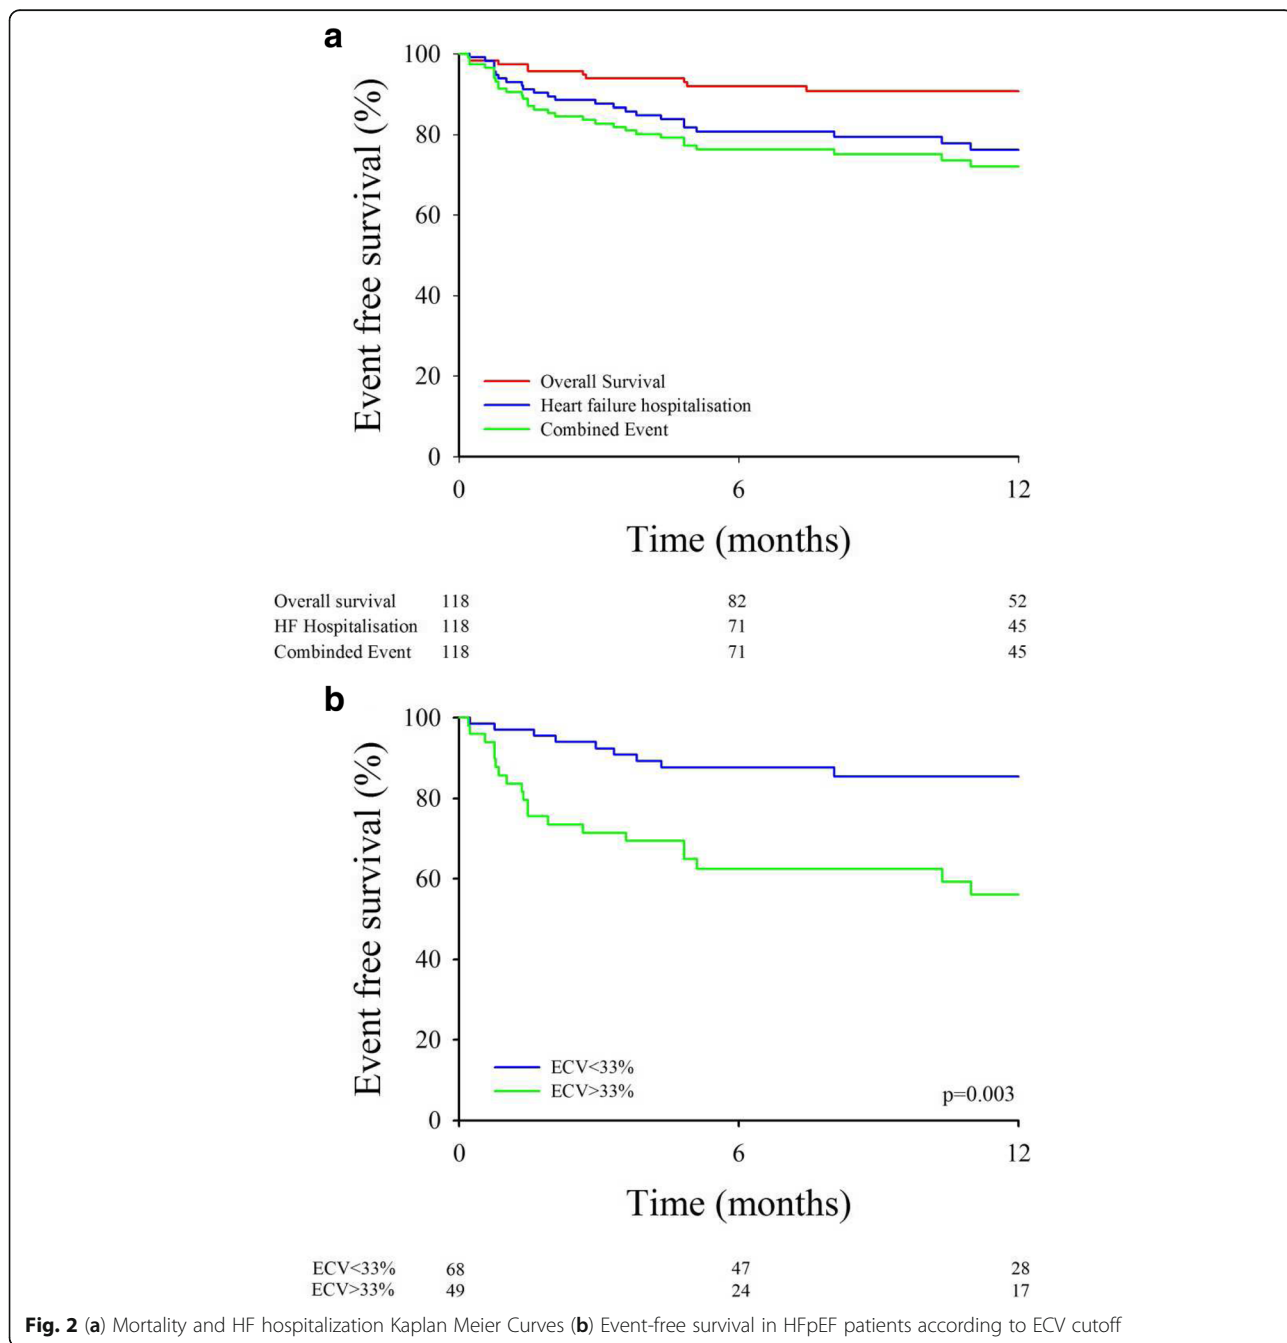 a
100
80
60
40
20
0
Event free survival (%)
Overall Survival
Heart failure hospitalisation
Combined Event
0 6 12
Time (months)
Overall survival 118 82 52
HF Hospitalisation 118 71 45
Combinded Event 118 71 45
b
100
80
60
40
20
0
Event free survival (%)
ECV<33%
ECV>33%
p=0.003
0 6 12
Time (months)
ECV<33% 68 47 28
ECV>33% 49 24 17
Fig. 2 (a) Mortality and HF hospitalization Kaplan Meier Curves (b) Event-free survival in HFpEF patients according to ECV cutoff